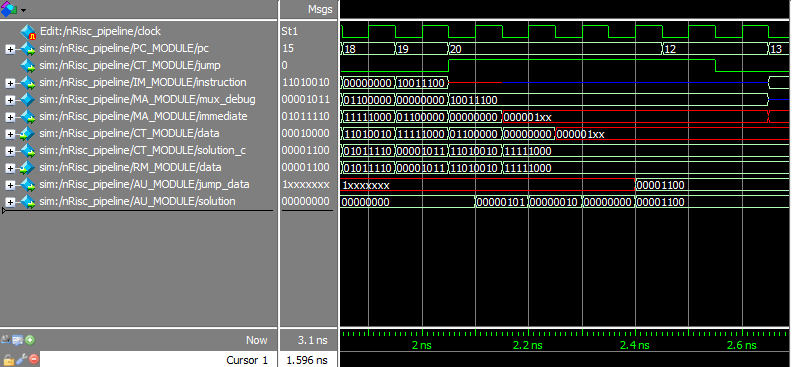 Msgs
Edit:/nRisc_pipeline/clock St1
sim:/nRisc_pipeline/PC_MODULE/pc 15 18 19 20 12 13
sim:/nRisc_pipeline/CT_MODULE/jump 0
sim:/nRisc_pipeline/IM_MODULE/instruction 11010010 00000000 10011100
sim:/nRisc_pipeline/MA_MODULE/mux_debug 00001011 01100000 00000000 10011100
sim:/nRisc_pipeline/MA_MODULE/immediate 01011110 11111000 01100000 00000000 000001xx
sim:/nRisc_pipeline/CT_MODULE/data 00010000 11010010 11111000 01100000 00000000 000001xx
sim:/nRisc_pipeline/CT_MODULE/solution_c 00001100 01011110 00001011 11010010 11111000
sim:/nRisc_pipeline/RM_MODULE/data 00001100 01011110 00001011 11010010 11111000
sim:/nRisc_pipeline/AU_MODULE/jump_data 1xxxxxxx 1xxxxxxx 00001100
sim:/nRisc_pipeline/AU_MODULE/solution 00000000 00000000 00000101 00000010 00000000 00001100
Now 3.1 ns 2 ns 2.2 ns 2.4 ns 2.6 ns
Cursor 1 1.596 ns